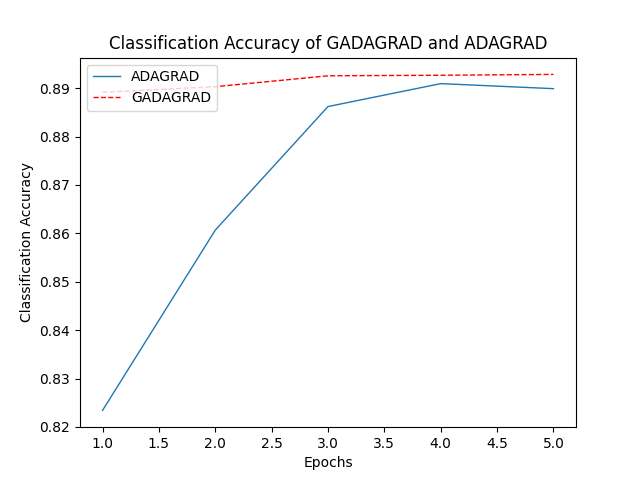 Classification Accuracy of GADAGRAD and ADAGRAD
ADAGRAD
GADAGRAD
0.89
0.88
0.87
0.86
0.85
0.84
0.83
0.82
Classification Accuracy
1.0 1.5 2.0 2.5 3.0 3.5 4.0 4.5 5.0
Epochs